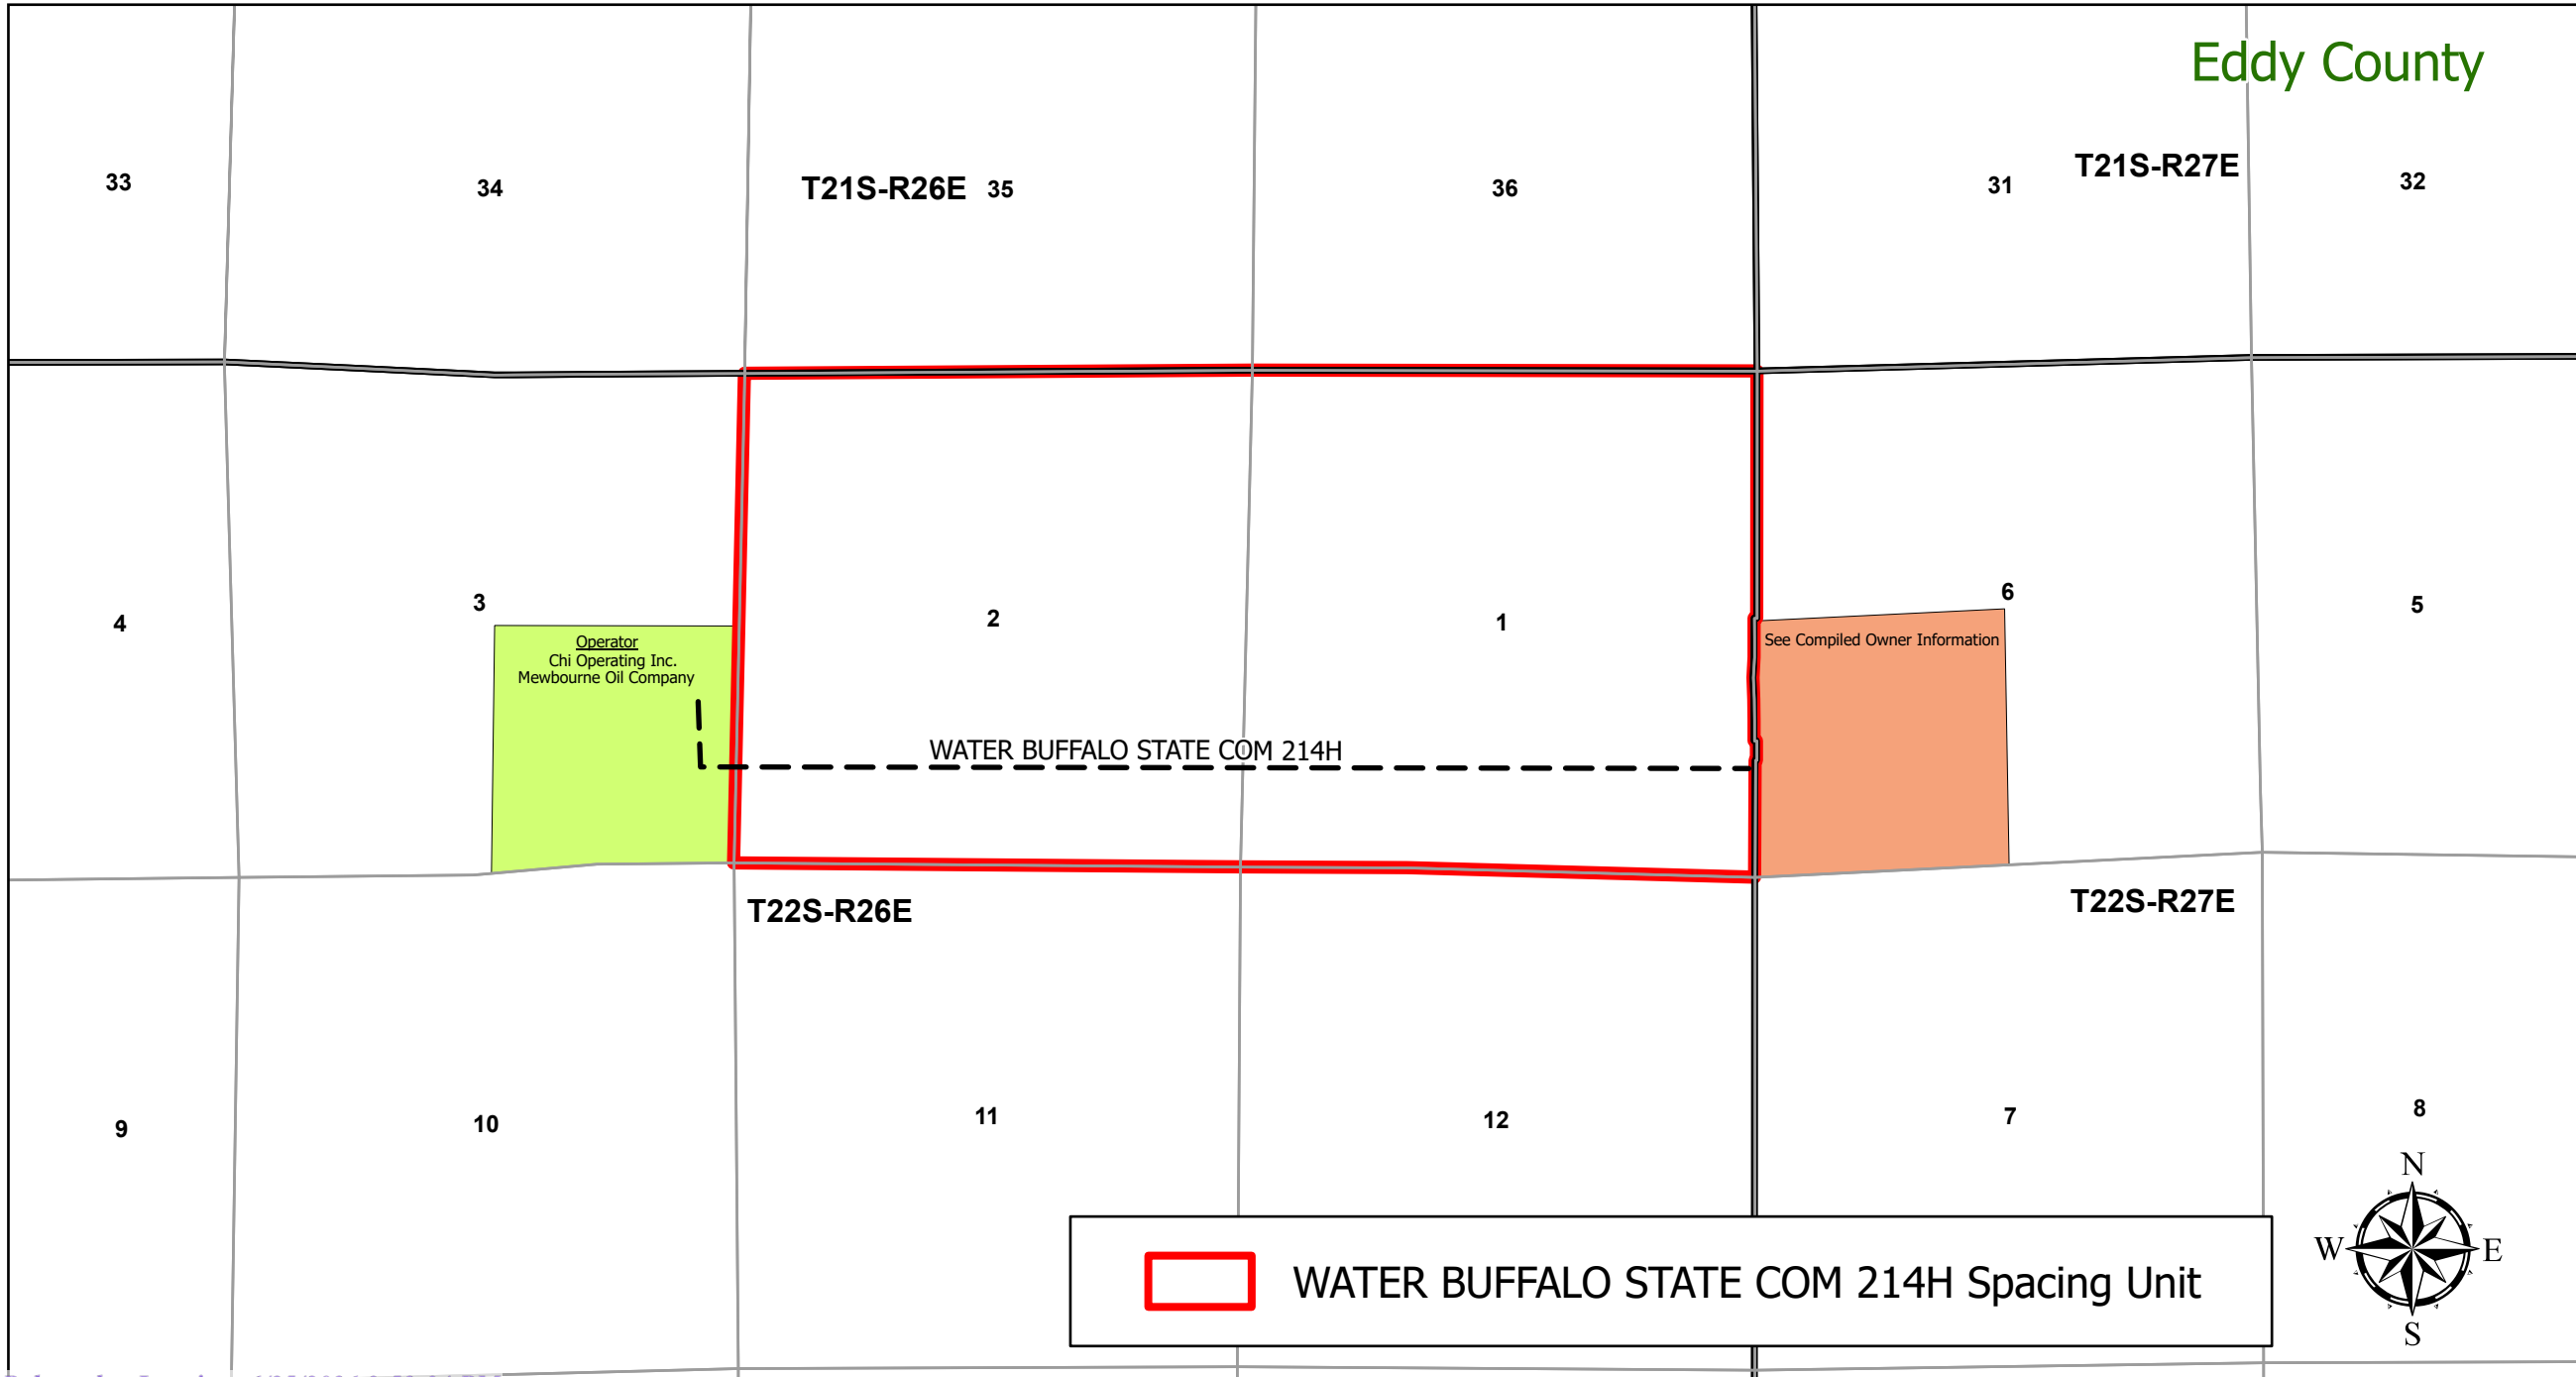 Eddy County
33
34
T21S-R26E 35
36
31
T21S-R27E
32
4
3
2
1
6
5
Operator
Chi Operating Inc.
Mewbourne Oil Company
See Compiled Owner Information
WATER BUFFALO STATE COM 214H
T22S-R26E
T22S-R27E
9
10
11
12
7
8
N
W
E
S
WATER BUFFALO STATE COM 214H Spacing Unit